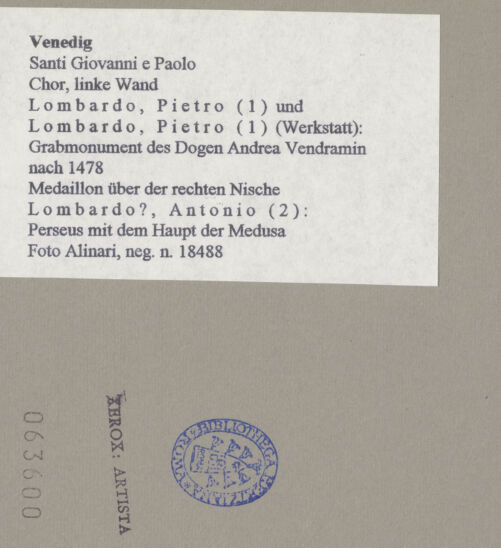 Venedig
Santi Giovanni e Paolo
Chor, linke Wand
Lombardo, Pietro (1) und
Lombardo, Pietro (1) (Werkstatt):
Grabmonument des Dogen Andrea Vendramin
nach 1478
Medaillon über der rechten Nische
Lombardo?, Antonio (2):
Perseus mit dem Haupt der Medusa
Foto Alinari, neg. n. 18488
063600
XEROX: ARTISTA
BIBLIOTHECA